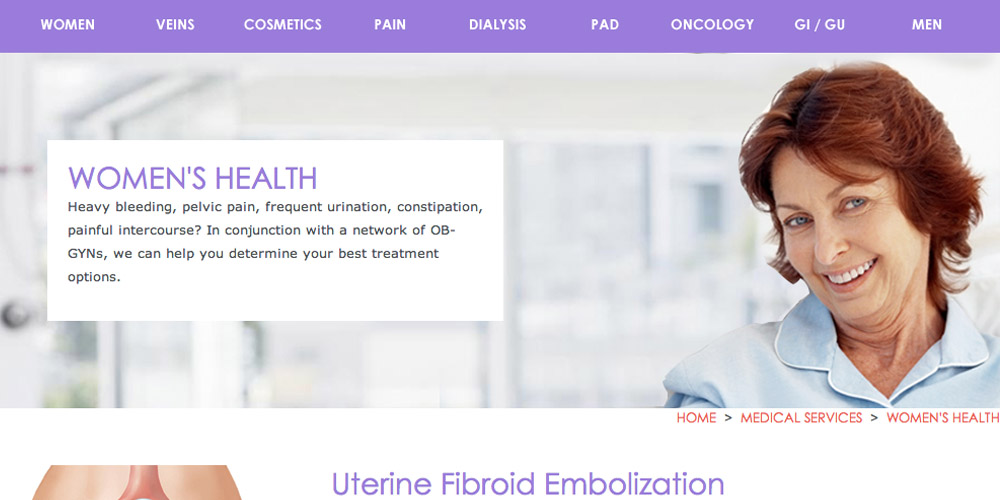 WOMEN VEINS COSMETICS PAIN DIALYSIS PAD ONCOLOGY GI / GU MEN
WOMEN'S HEALTH
Heavy bleeding, pelvic pain, frequent urination, constipation,
painful intercourse? In conjunction with a network of OB-
GYNs, we can help you determine your best treatment
options.
HOME > MEDICAL SERVICES > WOMEN'S HEALTH
Uterine Fibroid Embolization